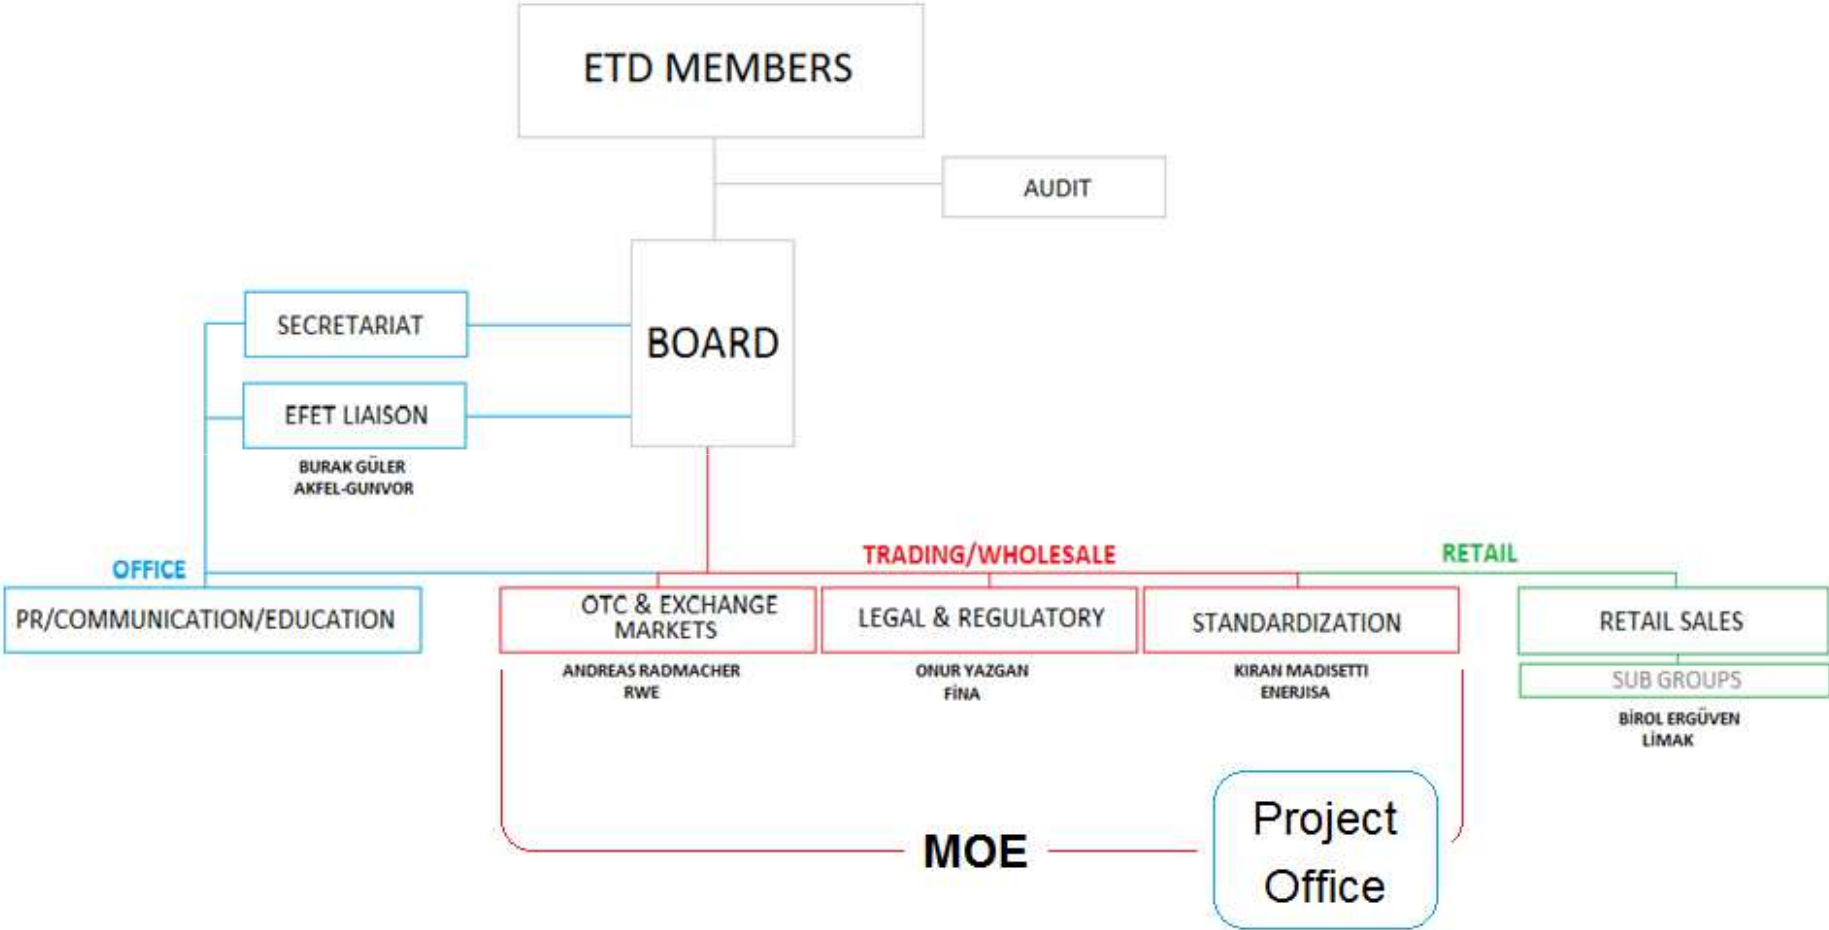 ETD MEMBERS
AUDIT
BOARD
SECRETARIAT
EFET LIAISON
BURAK GÜLER
AKFEL-GUNVOR
OFFICE
TRADING/WHOLESALE
RETAIL
PR/COMMUNICATION/EDUCATION
OTC & EXCHANGE
MARKETS
ANDREAS RADMACHER
RWE
LEGAL & REGULATORY
ONUR YAZGAN
FİNA
STANDARDIZATION
KIRAN MADISETTI
ENERJISA
RETAIL SALES
SUB GROUPS
BİROL ERGÜVEN
LİMAK
MOE
Project
Office